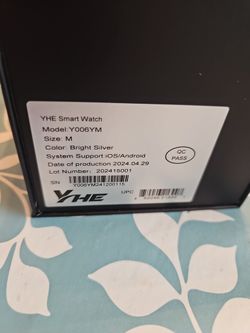 YHE Smart Watch
Model:Y006YM
Size: M
Color: Bright Silver
System Support iOS/Android
Date of production 2024.04.29
Lot Number: 202415001
QC
PASS
SN
Y006YM241200115
YHE
UPC